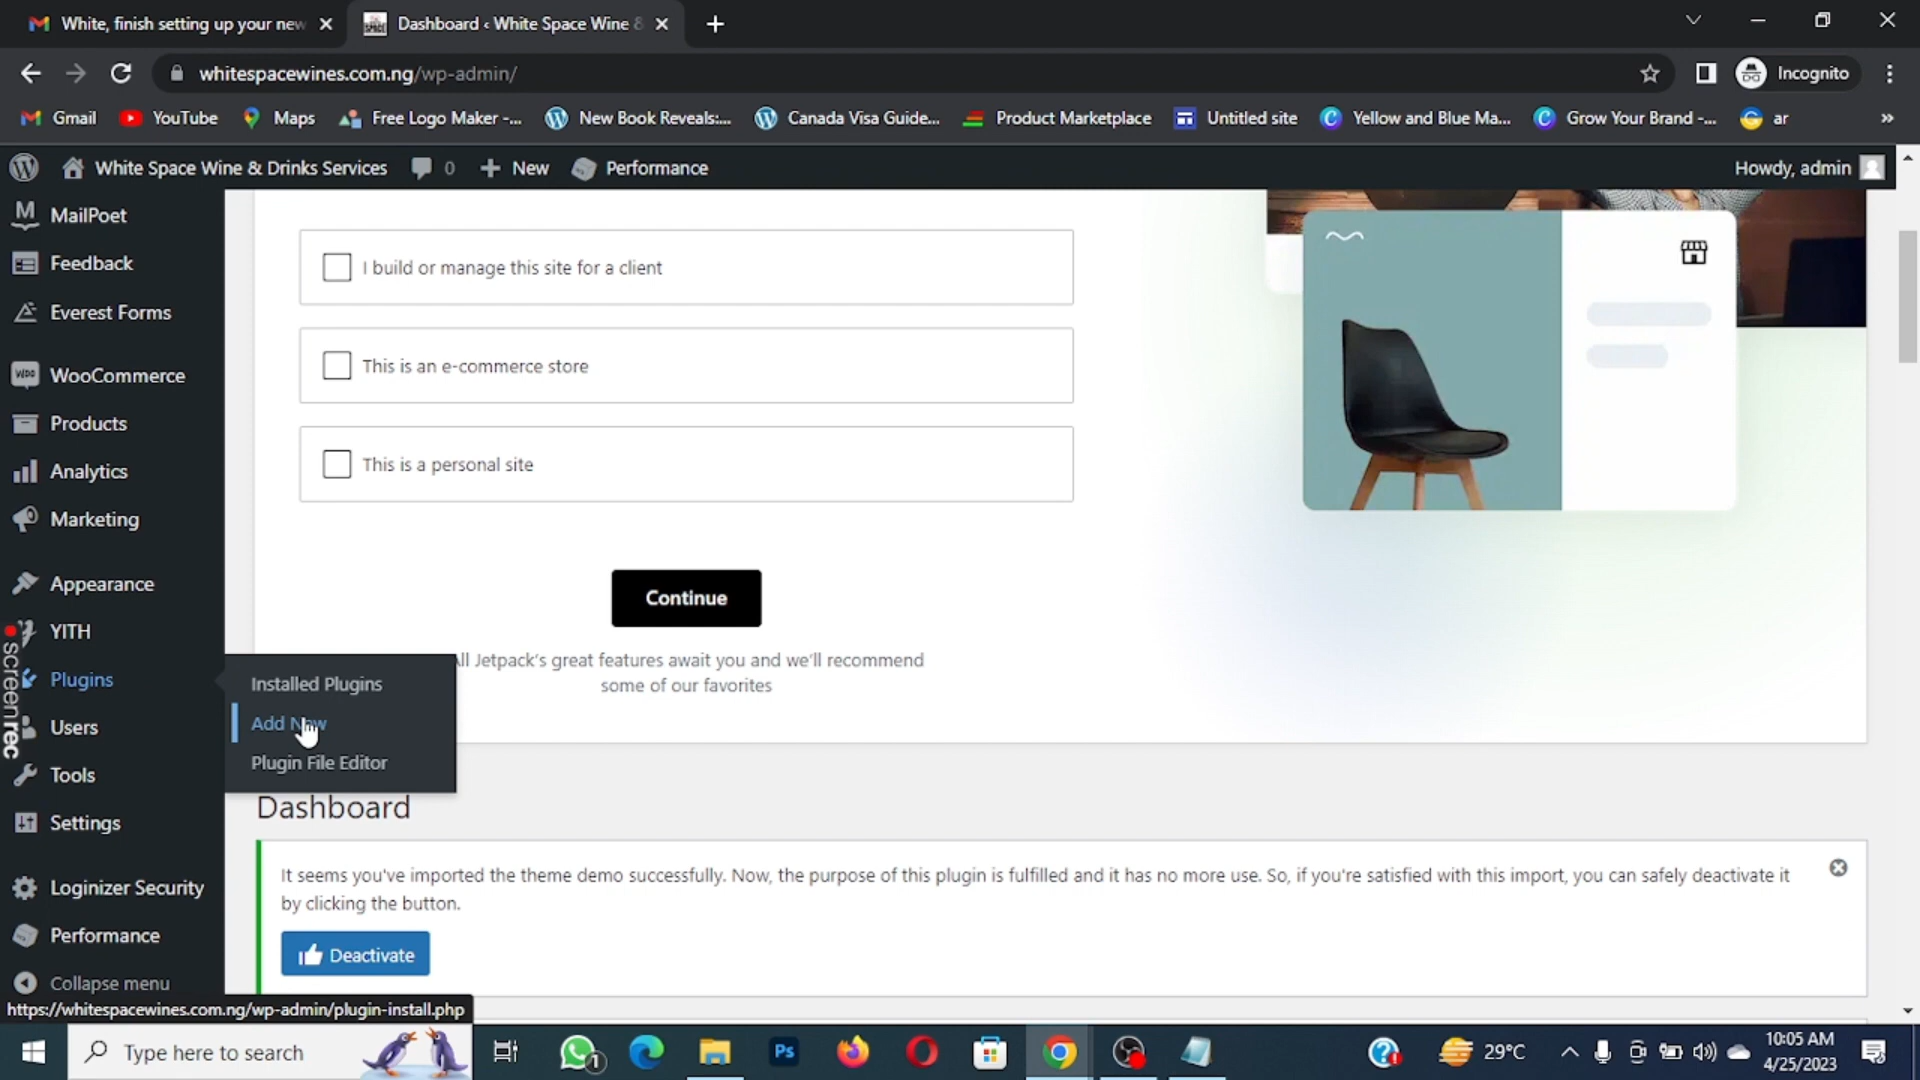 White, finish setting up your new
Dashboard ‹ White Space Wine &
whitespacewines.com.ng/wp-admin/
Incognito
Gmail
YouTube
Maps
Free Logo Maker -...
New Book Reveals:...
Canada Visa Guide...
Product Marketplace
Untitled site
Yellow and Blue Ma...
Grow Your Brand -...
ar
»
White Space Wine & Drinks Services
0
New
Performance
Howdy, admin
MailPoet
Feedback
Everest Forms
WooCommerce
Products
Analytics
Marketing
Appearance
YITH
Plugins
Users
Tools
Settings
Loginizer Security
Performance
Collapse menu
screenrec
Installed Plugins
Add New
Plugin File Editor
I build or manage this site for a client
This is an e-commerce store
This is a personal site
Continue
All Jetpack's great features await you and we'll recommend
some of our favorites
Dashboard
It seems you've imported the theme demo successfully. Now, the purpose of this plugin is fulfilled and it has no more use. So, if you're satisfied with this import, you can safely deactivate it
by clicking the button.
Deactivate
https://whitespacewines.com.ng/wp-admin/plugin-install.php
Type here to search
1
Ps
29°C
10:05 AM
4/25/2023